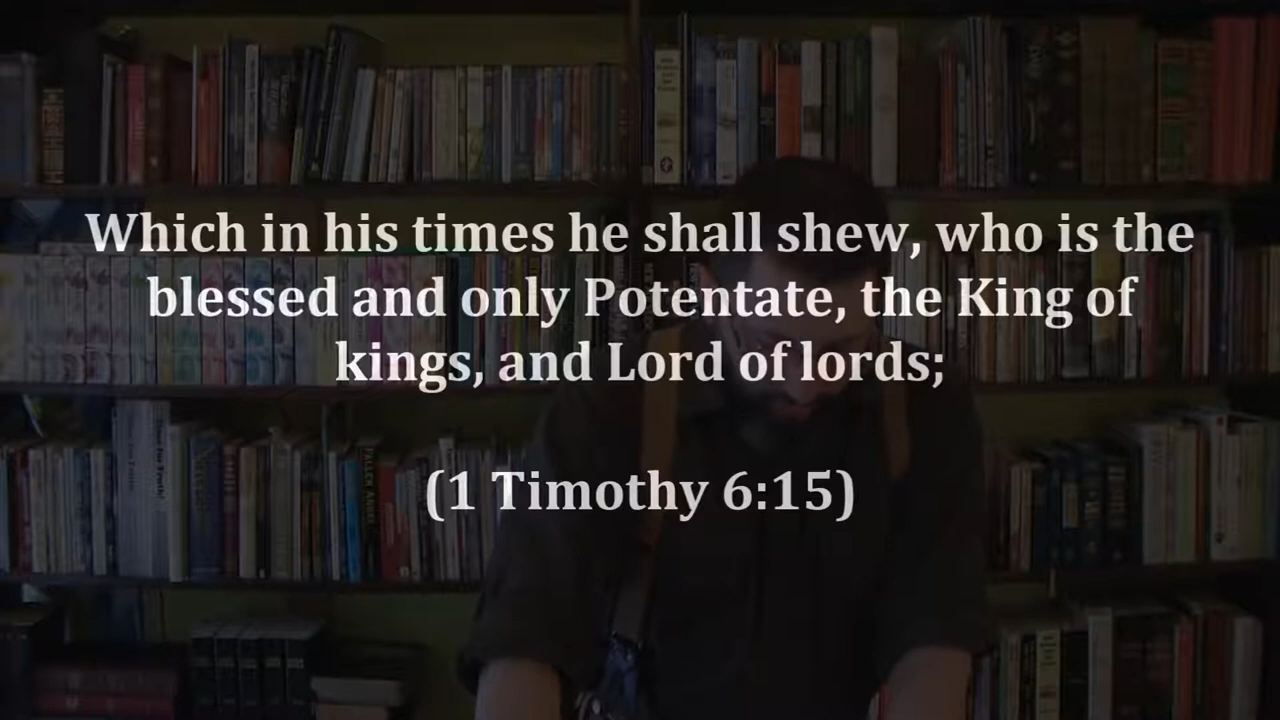 Which in his times he shall shew, who is the
blessed and only Potentate, the King of
kings, and Lord of lords;
(1 Timothy 6:15)